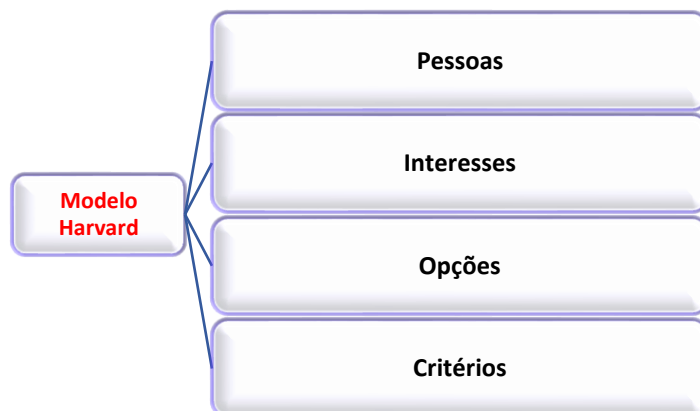 Pessoas
Interesses
Modelo
Harvard
Opções
Critérios